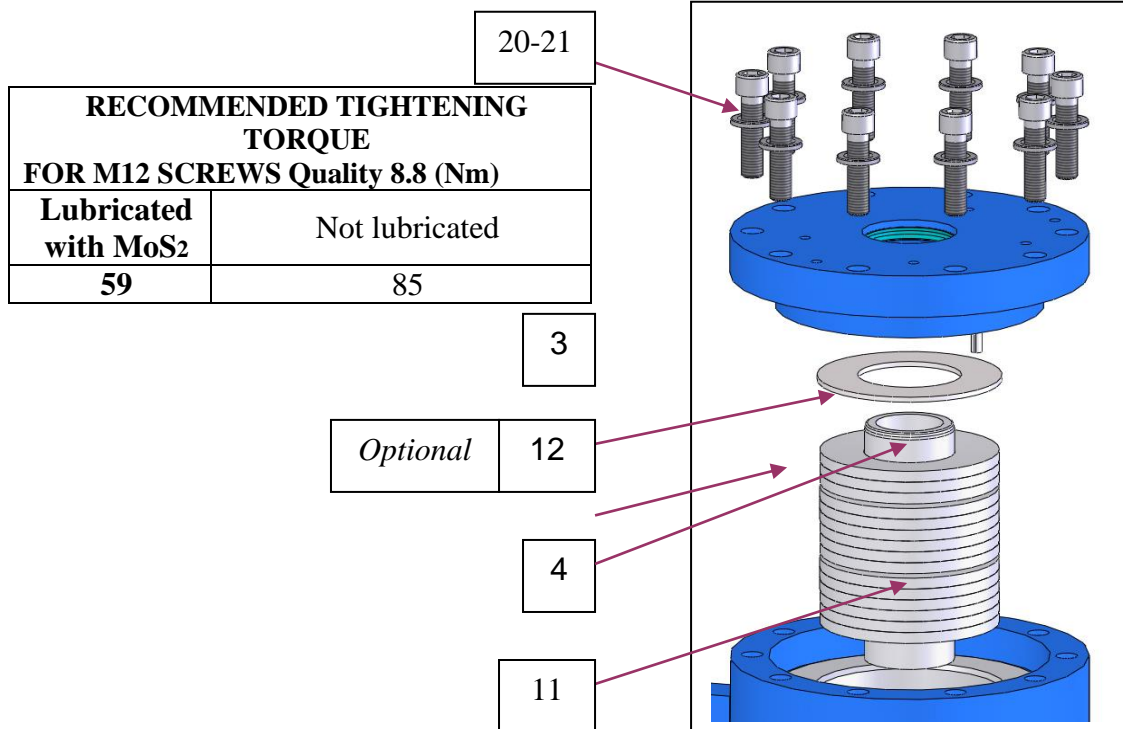 20-21
RECOMMENDED TIGHTENING
TORQUE
FOR M12 SCREWS Quality 8.8 (Nm)
Lubricated
with MoS2
Not lubricated
59
85
3
Optional
12
4
11